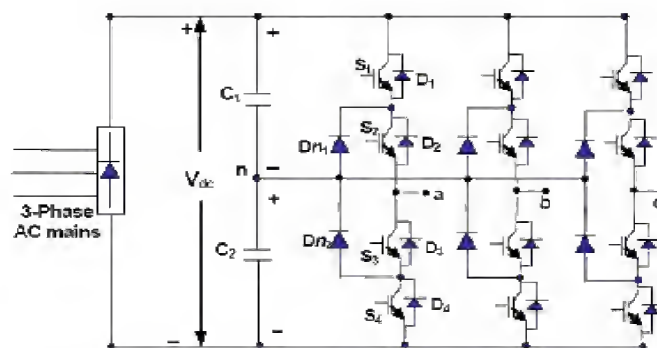 +
+
S1
D1
C1
S2
Dn1
D2
n
−
Vdc
+
a
b
c
3-Phase
AC mains
C2
Dn2
S3
D3
S4
D4
−
−